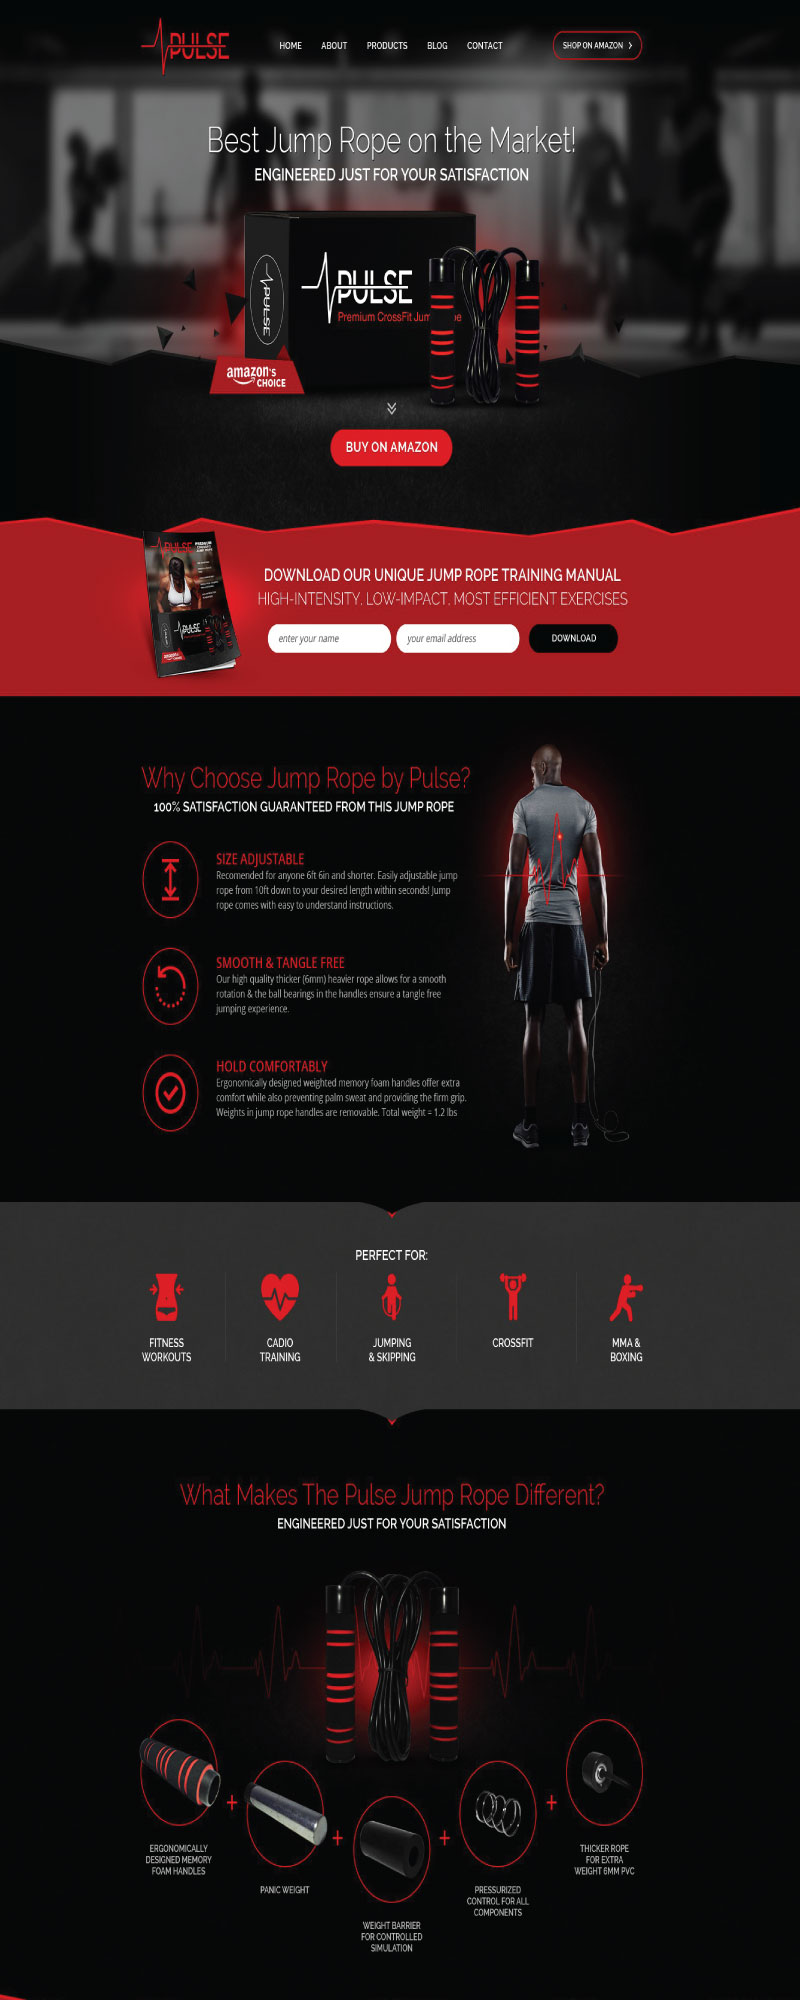 PULSE
HOME
ABOUT
PRODUCTS
BLOG
CONTACT
SHOP ON AMAZON
Best Jump Rope on the Market!
ENGINEERED JUST FOR YOUR SATISFACTION
PULSE
PULSE
Premium CrossFit Jum
pe
amazon's
CHOICE
BUY ON AMAZON
PULSE
PULSE
DOWNLOAD OUR UNIQUE JUMP ROPE TRAINING MANUAL
HIGH-INTENSITY, LOW-IMPACT, MOST EFFICIENT EXERCISES
enter your name
your email address
DOWNLOAD
Why Choose Jump Rope by Pulse?
100% SATISFACTION GUARANTEED FROM THIS JUMP ROPE
SIZE ADJUSTABLE
Recomended for anyone 6ft 6in and shorter. Easily adjustable jump
rope from 10ft down to your desired length within seconds! Jump
rope comes with easy to understand instructions.
SMOOTH & TANGLE FREE
Our high quality thicker (6mm) heavier rope allows for a smooth
rotation & the ball bearings in the handles ensure a tangle free
jumping experience.
HOLD COMFORTABLY
Ergonomically designed weighted memory foam handles offer extra
comfort while also preventing palm sweat and providing the firm grip.
Weights in jump rope handles are removable. Total weight = 1.2 lbs
PERFECT FOR:
FITNESS
WORKOUTS
CADIO
TRAINING
JUMPING
& SKIPPING
CROSSFIT
MMA &
BOXING
What Makes The Pulse Jump Rope Different?
ENGINEERED JUST FOR YOUR SATISFACTION
ERGONOMICALLY
DESIGNED MEMORY
FOAM HANDLES
PANIC WEIGHT
WEIGHT BARRIER
FOR CONTROLLED
SIMULATION
PRESSURIZED
CONTROL FOR ALL
COMPONENTS
THICKER ROPE
FOR EXTRA
WEIGHT 6MM PVC